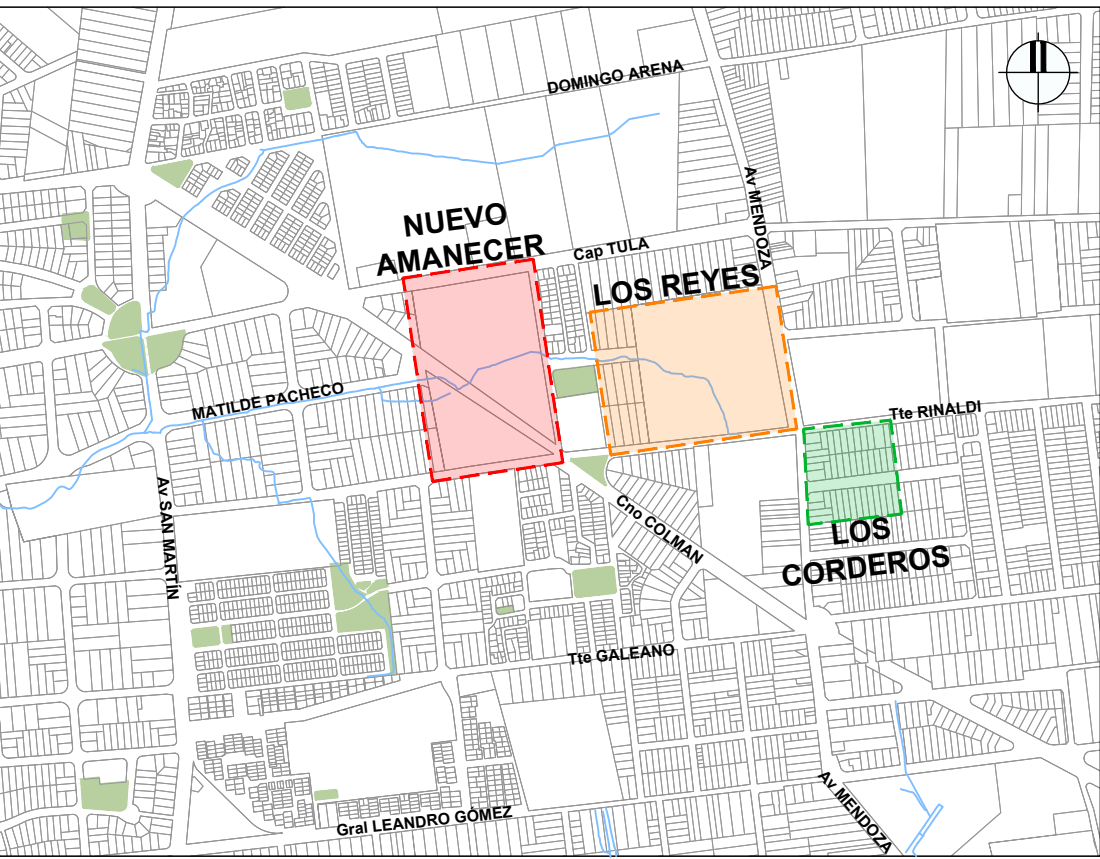 DOMINGO ARENA
Av MENDOZA
NUEVO
AMANECER
Cap TULA
LOS REYES
MATILDE PACHECO
Tte RINALDI
Av SAN MARTÍN
Cno COLMAN
LOS
CORDEROS
Tte GALEANO
Av MENDOZA
Gral LEANDRO GÓMEZ